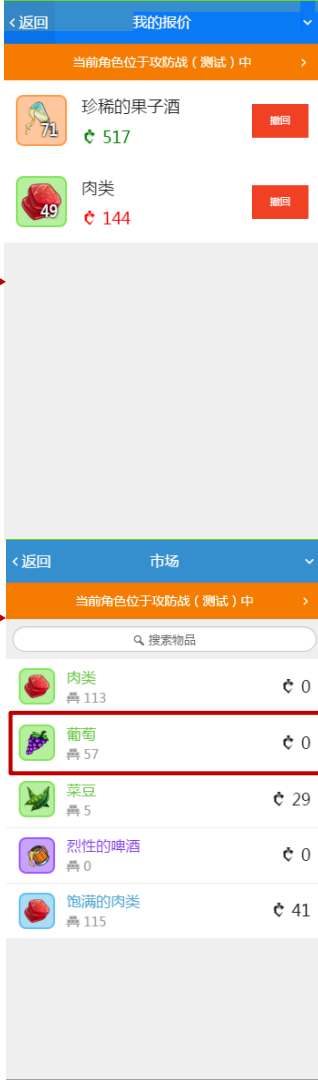 返回 我的报价
当前角色位于攻防战（测试）中
珍稀的果子酒
71
517
撤回
肉类
49
144
撤回
返回 市场
当前角色位于攻防战（测试）中
搜索物品
肉类
113
0
葡萄
57
0
菜豆
5
29
烈性的啤酒
0
0
饱满的肉类
115
41